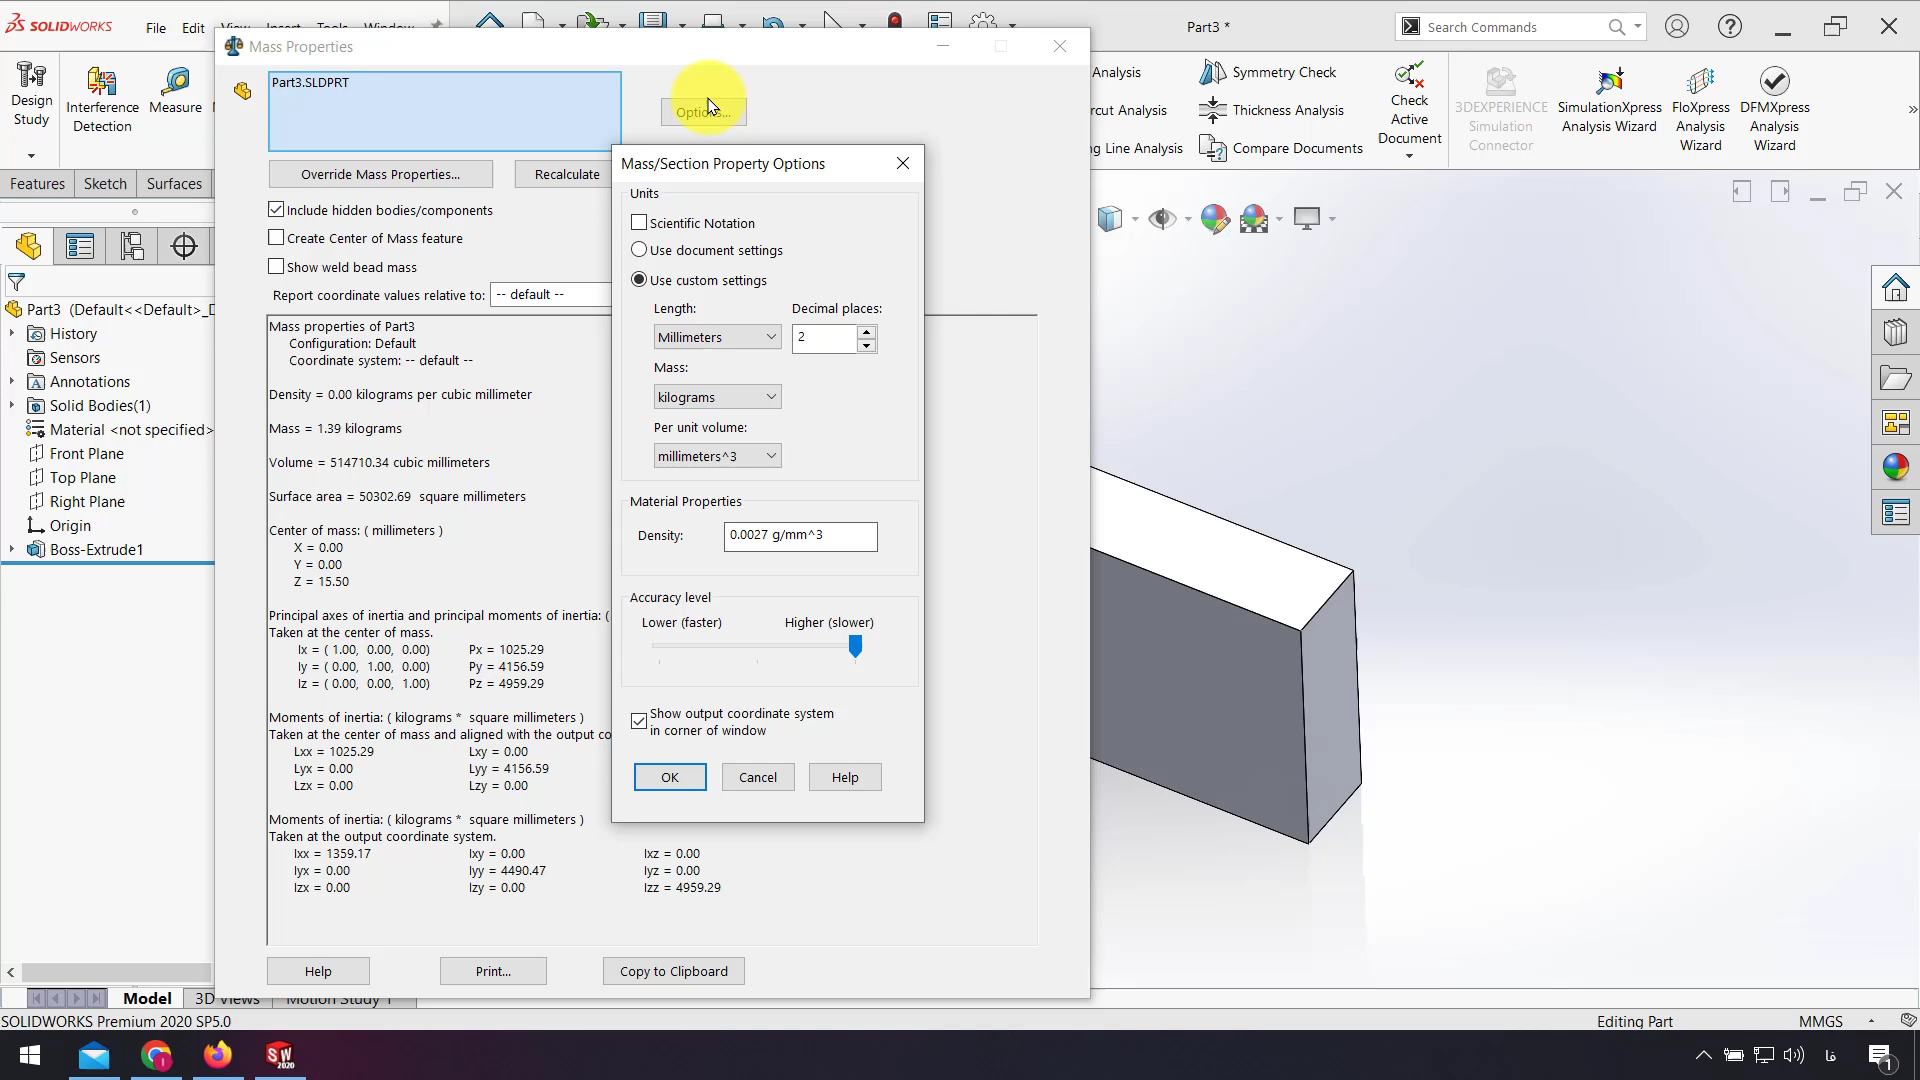 SOLIDWORKS
File
Edit
View
Insert
Tools
Window
Part3 *
Search Commands
Mass Properties
Design
Study
Interference
Detection
Measure
Part3.SLDPRT
Options...
Analysis
Symmetry Check
rcut Analysis
Thickness Analysis
ng Line Analysis
Compare Documents
Check
Active
Document
3DEXPERIENCE
Simulation
Connector
SimulationXpress
Analysis Wizard
FloXpress
Analysis
Wizard
DFMXpress
Analysis
Wizard
Features
Sketch
Surfaces
Override Mass Properties...
Recalculate
Include hidden bodies/components
Create Center of Mass feature
Show weld bead mass
Report coordinate values relative to:
-- default --
Part3 (Default<<Default>_D
History
Sensors
Annotations
Solid Bodies(1)
Material <not specified>
Front Plane
Top Plane
Right Plane
Origin
Boss-Extrude1
Mass properties of Part3
Configuration: Default
Coordinate system: -- default --
Density = 0.00 kilograms per cubic millimeter
Mass = 1.39 kilograms
Volume = 514710.34 cubic millimeters
Surface area = 50302.69 square millimeters
Center of mass: ( millimeters )
X = 0.00
Y = 0.00
Z = 15.50
Principal axes of inertia and principal moments of inertia: (
Taken at the center of mass.
Ix = ( 1.00, 0.00, 0.00) Px = 1025.29
Iy = ( 0.00, 1.00, 0.00) Py = 4156.59
Iz = ( 0.00, 0.00, 1.00) Pz = 4959.29
Moments of inertia: ( kilograms * square millimeters )
Taken at the center of mass and aligned with the output co
Lxx = 1025.29 Lxy = 0.00
Lyx = 0.00 Lyy = 4156.59
Lzx = 0.00 Lzy = 0.00
Moments of inertia: ( kilograms * square millimeters )
Taken at the output coordinate system.
Ixx = 1359.17 Ixy = 0.00 Ixz = 0.00
Iyx = 0.00 Iyy = 4490.47 Iyz = 0.00
Izx = 0.00 Izy = 0.00 Izz = 4959.29
Help
Print...
Copy to Clipboard
Mass/Section Property Options
Units
Scientific Notation
Use document settings
Use custom settings
Length:
Decimal places:
Millimeters
2
Mass:
kilograms
Per unit volume:
millimeters^3
Material Properties
Density:
0.0027 g/mm^3
Accuracy level
Lower (faster)
Higher (slower)
Show output coordinate system
in corner of window
OK
Cancel
Help
Model
3D Views
Motion Study 1
SOLIDWORKS Premium 2020 SP5.0
Editing Part
MMGS
SW
2020
فا
1